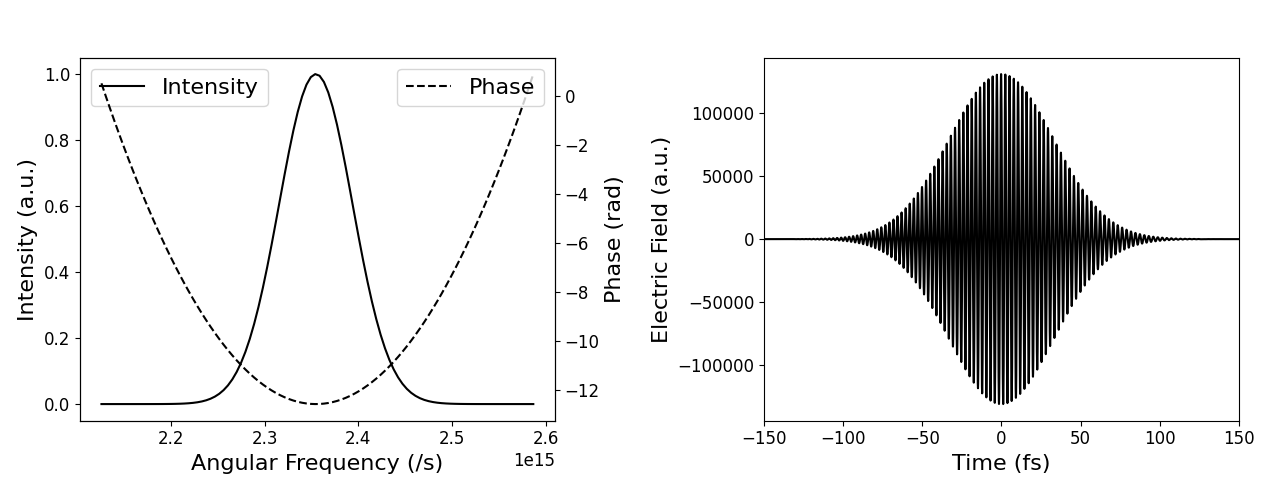 Intensity
Phase
1.0
0.8
0.6
0.4
0.2
0.0
Intensity (a.u.)
0
−2
−4
−6
−8
−10
−12
Phase (rad)
2.2 2.3 2.4 2.5 2.6
1e15
Angular Frequency (/s)
100000
50000
0
−50000
−100000
Electric Field (a.u.)
−150 −100 −50 0 50 100 150
Time (fs)